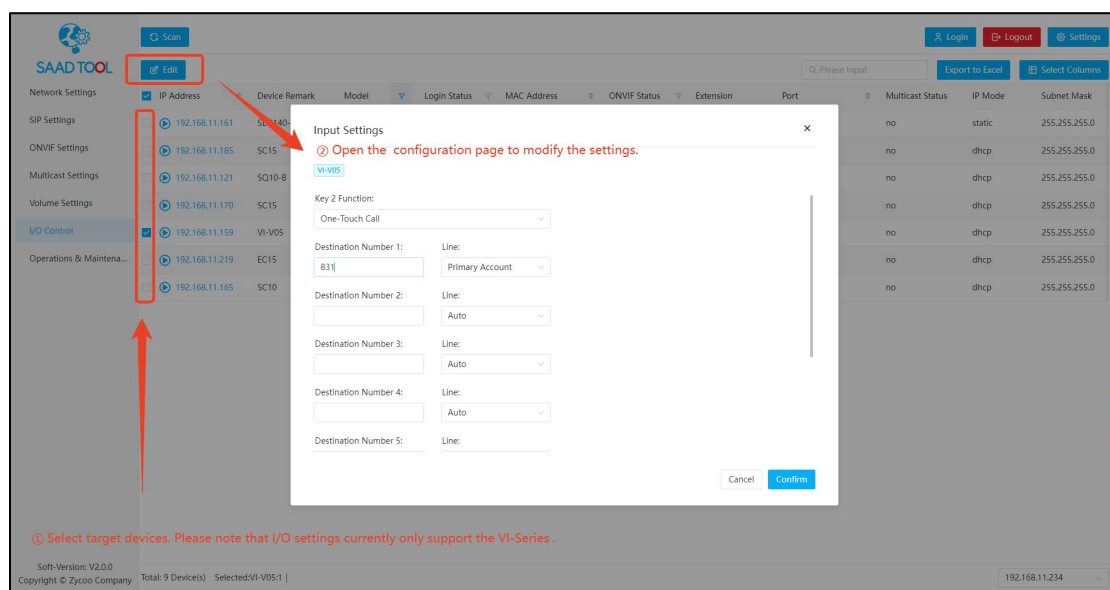 Scan
Login
Logout
Settings
SAAD TOOL
Edit
Please Input
Export to Excel
Select Columns
Network Settings
IP Address
Device Remark
Model
Login Status
MAC Address
ONVIF Status
Extension
Port
Multicast Status
IP Mode
Subnet Mask
SIP Settings
192.168.11.161
no
static
255.255.255.0
ONVIF Settings
192.168.11.185
SC15
no
dhcp
255.255.255.0
Multicast Settings
192.168.11.121
SQ10-B
no
dhcp
255.255.255.0
Volume Settings
192.168.11.170
SC15
no
dhcp
255.255.255.0
I/O Control
192.168.11.159
VI-V05
no
dhcp
255.255.255.0
Operations & Maintena...
192.168.11.219
EC15
no
dhcp
255.255.255.0
192.168.11.165
SC10
no
dhcp
255.255.255.0
Input Settings
② Open the configuration page to modify the settings.
VI-V05
Key 2 Function:
One-Touch Call
Destination Number 1: Line:
831 Primary Account
Destination Number 2: Line:
Auto
Destination Number 3: Line:
Auto
Destination Number 4: Line:
Auto
Destination Number 5: Line:
Cancel Confirm
① Select target devices. Please note that I/O settings currently only support the VI-Series .
Soft-Version: V2.0.0
Copyright © Zycoo Company
Total: 9 Device(s) Selected:VI-V05:1 |
192.168.11.234